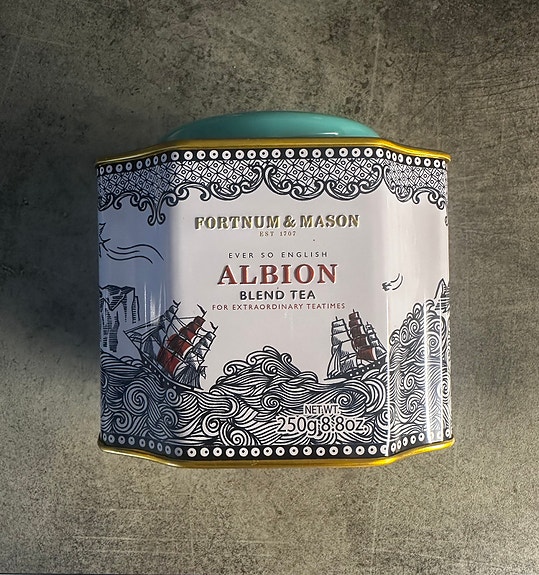 FORTNUM & MASON
EST 1707
EVER SO ENGLISH
ALBION
BLEND TEA
FOR EXTRAORDINARY TEATIMES
NET WT.
250g 8.8oz.